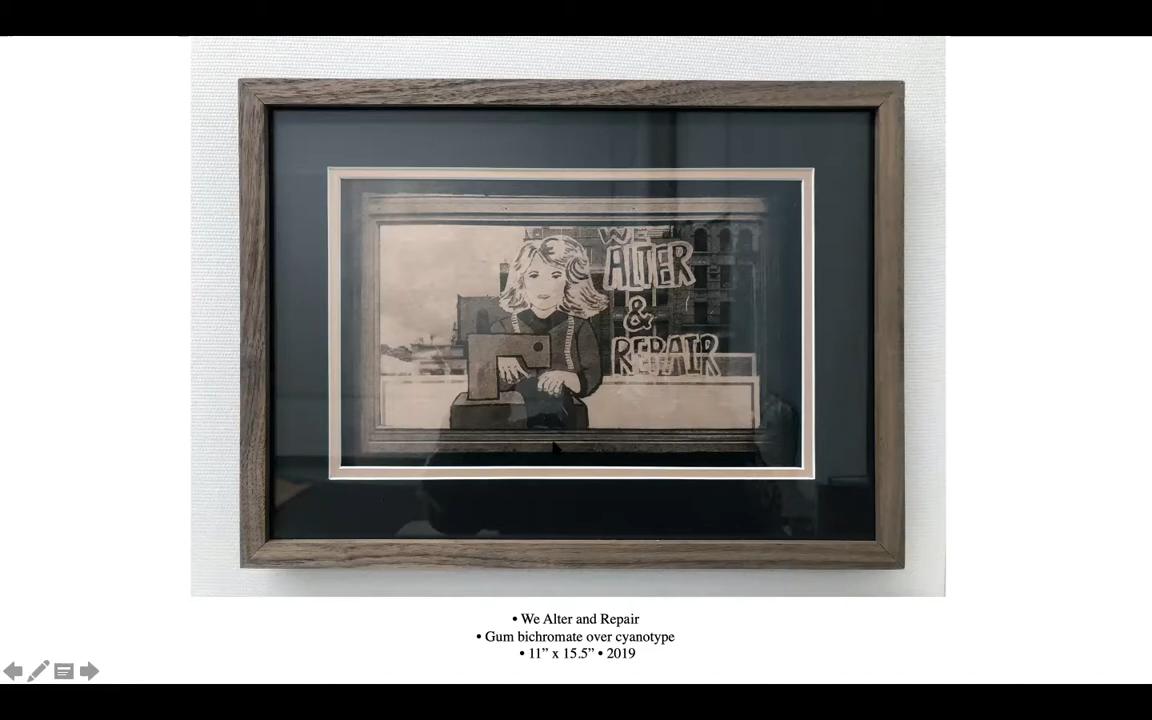 WE
ALTER
&
REPAIR
• We Alter and Repair
• Gum bichromate over cyanotype
• 11” x 15.5” • 2019